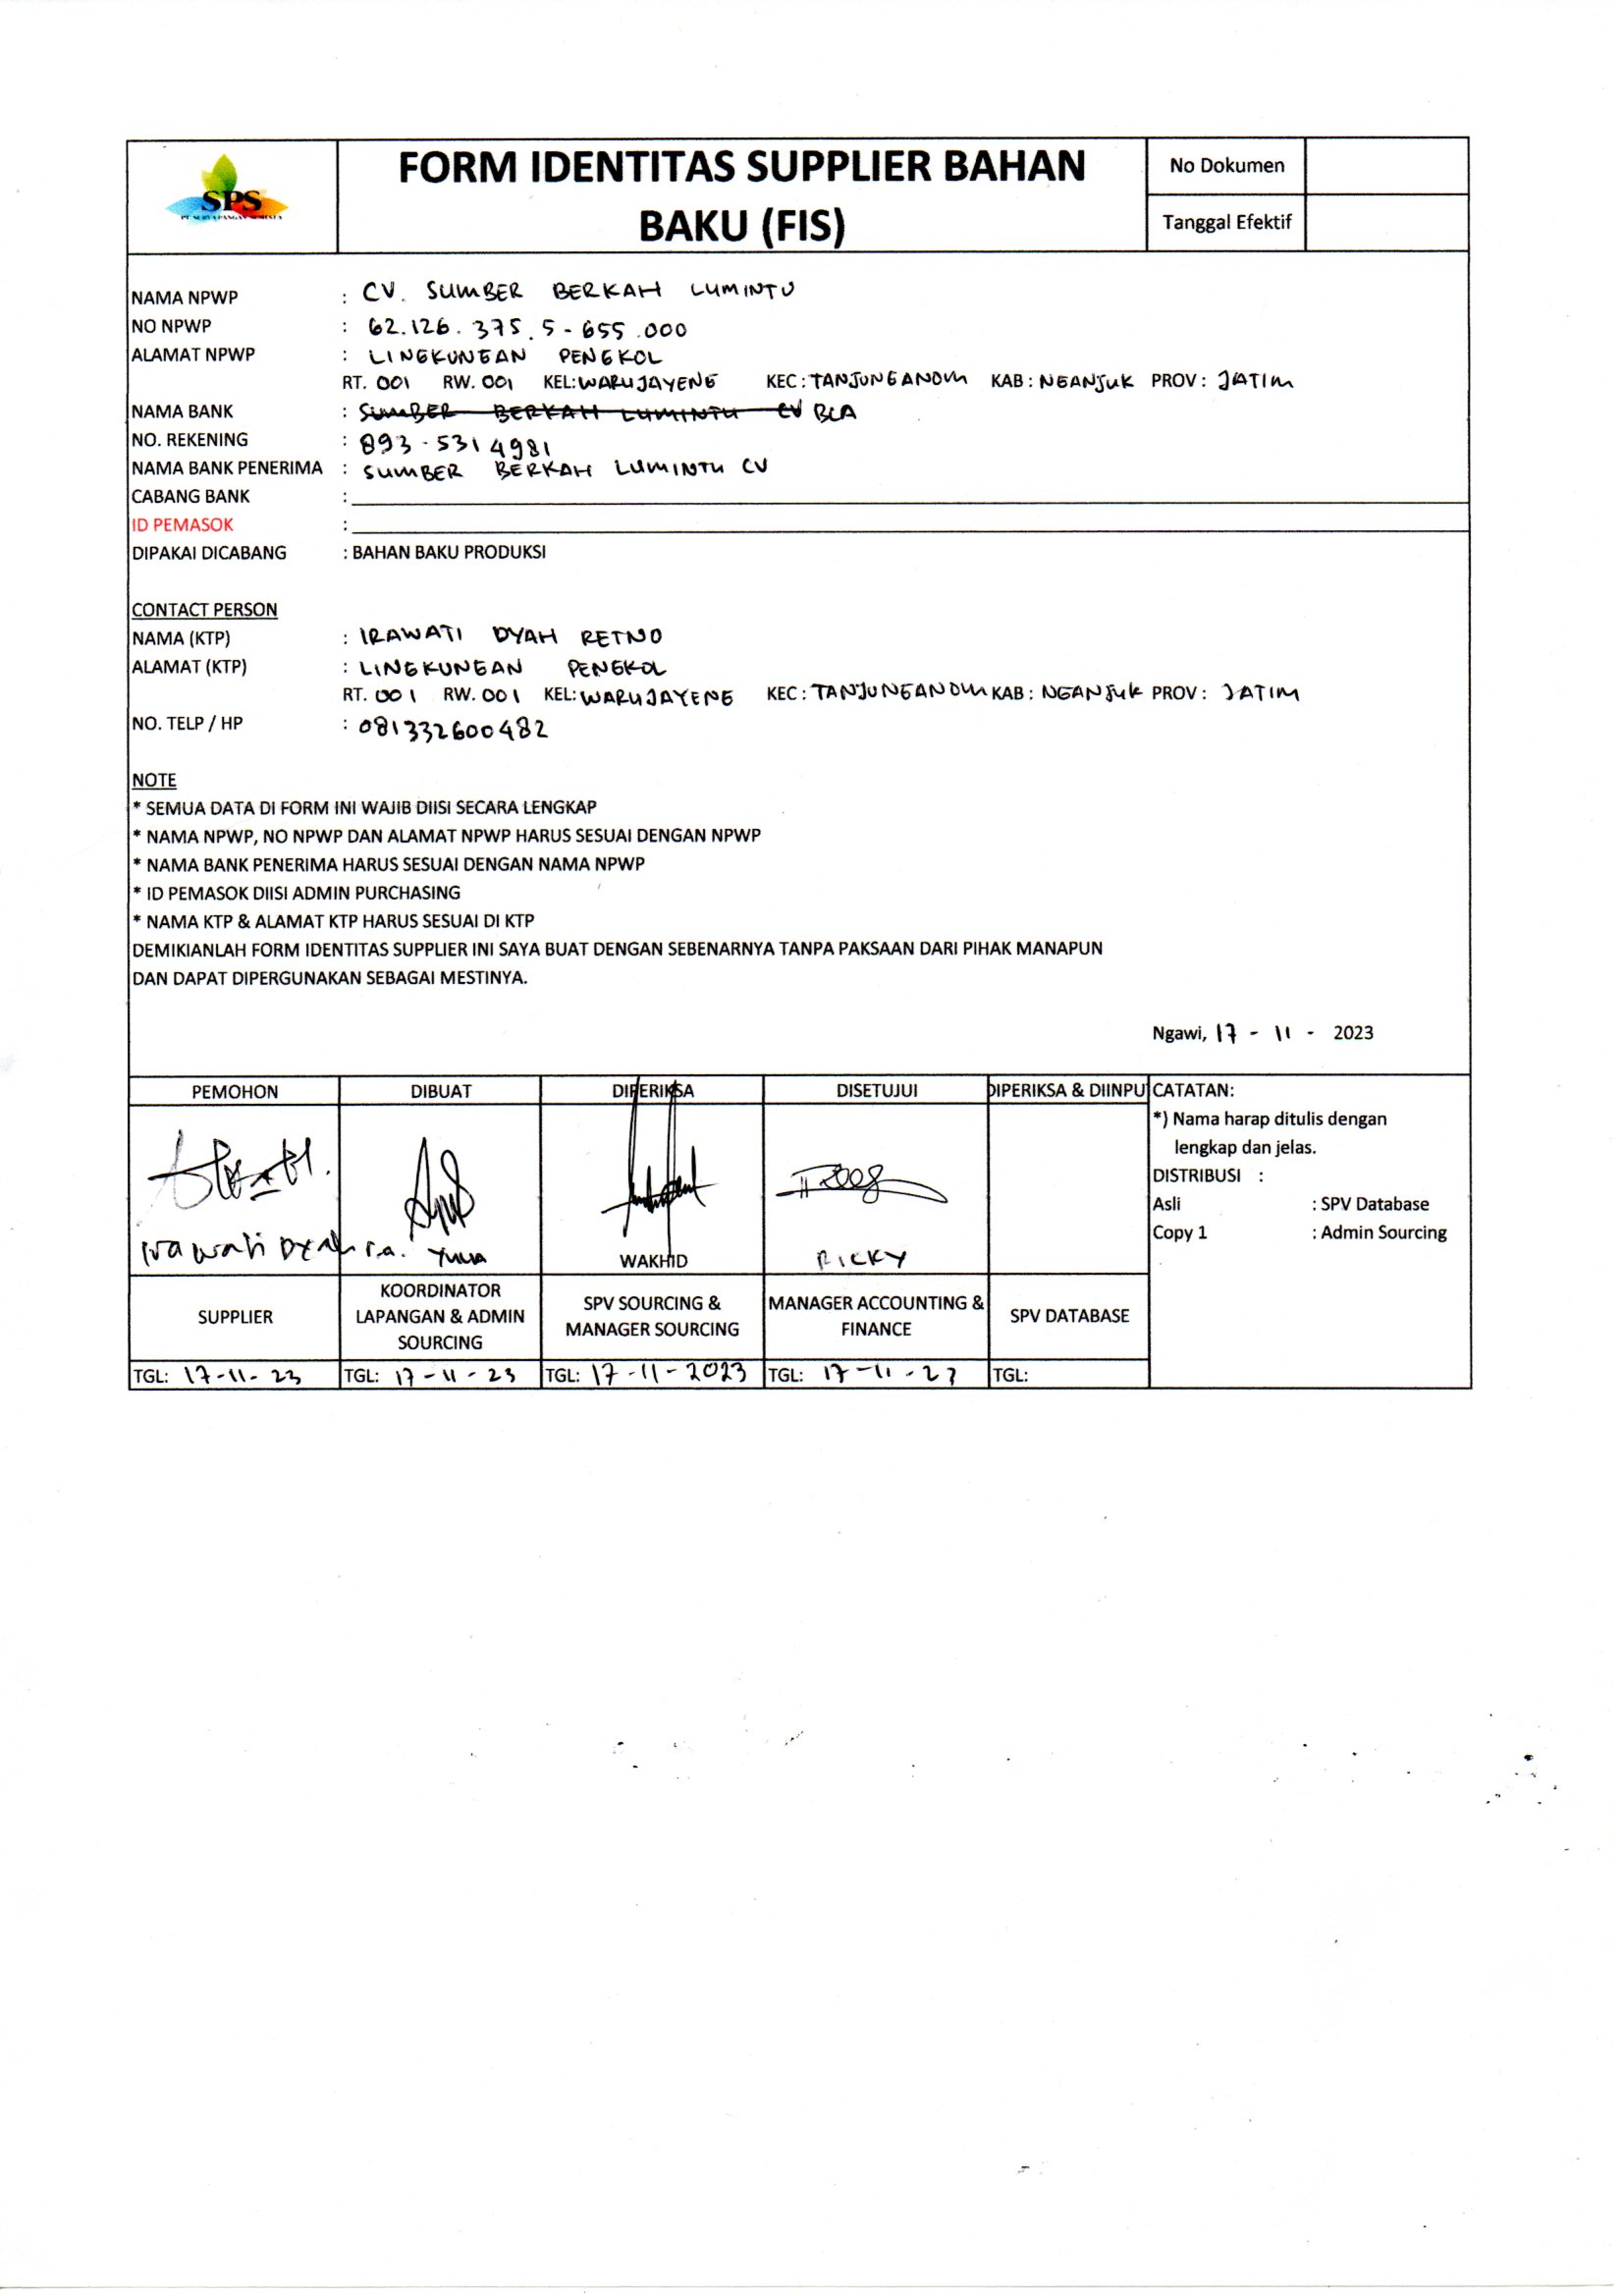 SPS
PT. SURYA PANGAN SEMESTA
FORM IDENTITAS SUPPLIER BAHAN
BAKU (FIS)
No Dokumen
Tanggal Efektif
NAMA NPWP : CV. SUMBER BERKAH LUMINTU
NO NPWP : 62.126.375.5-655.000
ALAMAT NPWP : LINGKUNGAN PENGKOL
RT. 001 RW. 001 KEL: WARUJAYENG KEC: TANJUNGANOM KAB: NGANJUK PROV: JATIM
NAMA BANK : SUMBER BERKAH LUMINTU CV BCA
NO. REKENING : 893-5314981
NAMA BANK PENERIMA : SUMBER BERKAH LUMINTU CV
CABANG BANK :
ID PEMASOK :
DIPAKAI DICABANG : BAHAN BAKU PRODUKSI
CONTACT PERSON
NAMA (KTP) : IRAWATI DYAH RETNO
ALAMAT (KTP) : LINGKUNGAN PENGKOL
RT. 001 RW. 001 KEL: WARUJAYENG KEC: TANJUNGANOM KAB: NGANJUK PROV: JATIM
NO. TELP / HP : 081332600482
NOTE
* SEMUA DATA DI FORM INI WAJIB DIISI SECARA LENGKAP
* NAMA NPWP, NO NPWP DAN ALAMAT NPWP HARUS SESUAI DENGAN NPWP
* NAMA BANK PENERIMA HARUS SESUAI DENGAN NAMA NPWP
* ID PEMASOK DIISI ADMIN PURCHASING
* NAMA KTP & ALAMAT KTP HARUS SESUAI DI KTP
DEMIKIANLAH FORM IDENTITAS SUPPLIER INI SAYA BUAT DENGAN SEBENARNYA TANPA PAKSAAN DARI PIHAK MANAPUN
DAN DAPAT DIPERGUNAKAN SEBAGAI MESTINYA.
Ngawi, 17 - 11 - 2023
PEMOHON DIBUAT DIPERIKSA DISETUJUI DIPERIKSA & DIINPU CATATAN:
*) Nama harap ditulis dengan
lengkap dan jelas.
DISTRIBUSI :
Asli : SPV Database
Copy 1 : Admin Sourcing
Irawati Dyah r.a. YULIA WAKHID RICKY
SUPPLIER
KOORDINATOR
LAPANGAN & ADMIN
SOURCING
SPV SOURCING &
MANAGER SOURCING
MANAGER ACCOUNTING &
FINANCE
SPV DATABASE
TGL: 17-11-23 TGL: 17-11-23 TGL: 17-11-2023 TGL: 17-11-23 TGL: